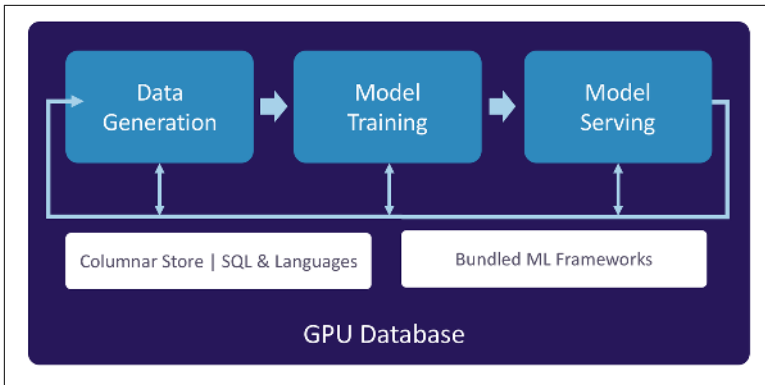 Data
Generation
Model
Training
Model
Serving
Columnar Store | SQL & Languages
Bundled ML Frameworks
GPU Database